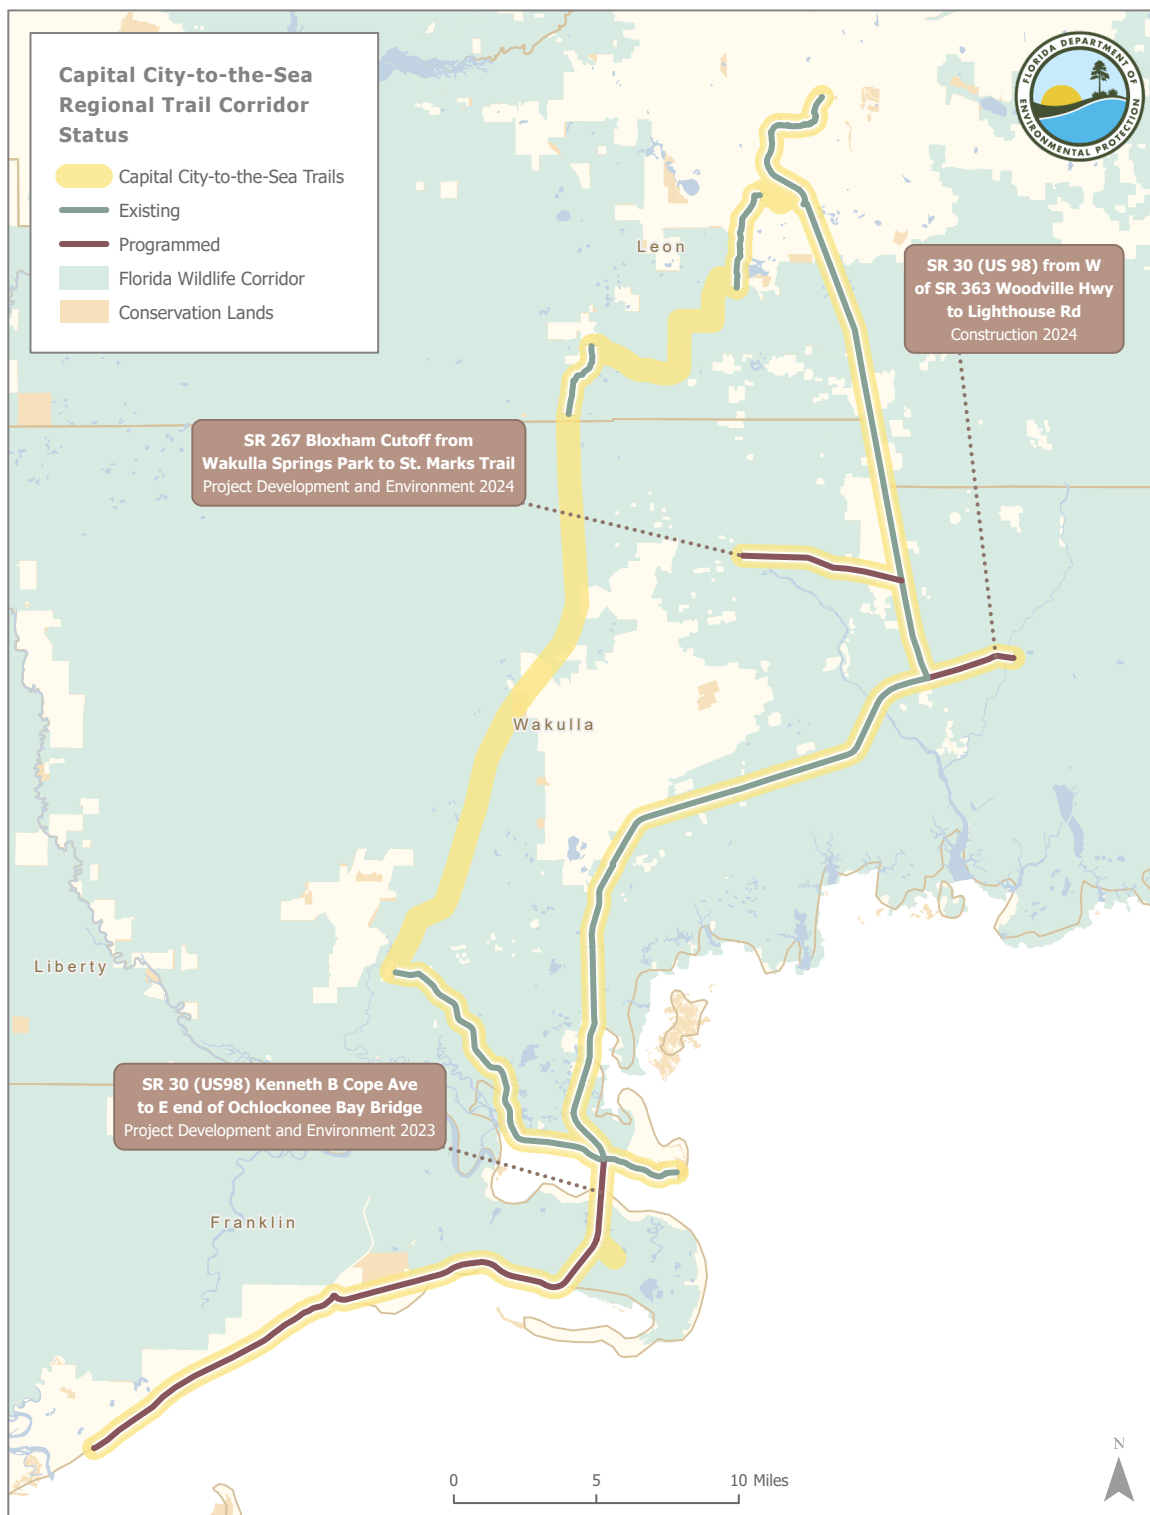 Capital City-to-the-Sea
Regional Trail Corridor
Status
Capital City-to-the-Sea Trails
Existing
Programmed
Florida Wildlife Corridor
Conservation Lands
FLORIDA DEPARTMENT OF
ENVIRONMENTAL PROTECTION
Leon
SR 30 (US 98) from W
of SR 363 Woodville Hwy
to Lighthouse Rd
Construction 2024
SR 267 Bloxham Cutoff from
Wakulla Springs Park to St. Marks Trail
Project Development and Environment 2024
Wakulla
Liberty
SR 30 (US98) Kenneth B Cope Ave
to E end of Ochlockonee Bay Bridge
Project Development and Environment 2023
Franklin
0 5 10 Miles
N